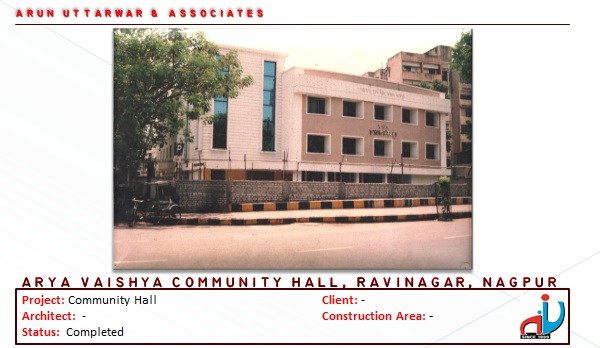 ARUN UTTARWAR & ASSOCIATES
ARYA VAISHYA COMMUNITY HALL, RAVINAGAR, NAGPUR
Project: Community Hall
Client: -
Architect: -
Construction Area: -
Status: Completed